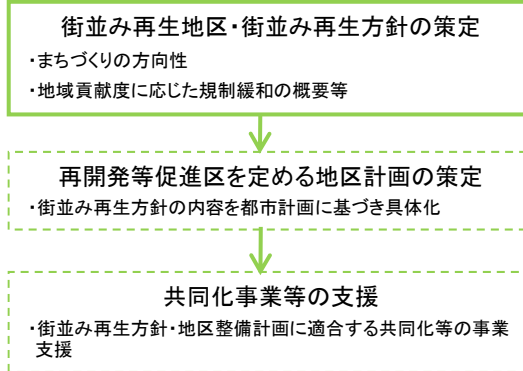 街並み再生地区・街並み再生方針の策定
・まちづくりの方向性
・地域貢献度に応じた規制緩和の概要等
再開発等促進区を定める地区計画の策定
・街並み再生方針の内容を都市計画に基づき具体化
共同化事業等の支援
・街並み再生方針・地区整備計画に適合する共同化等の事業
支援